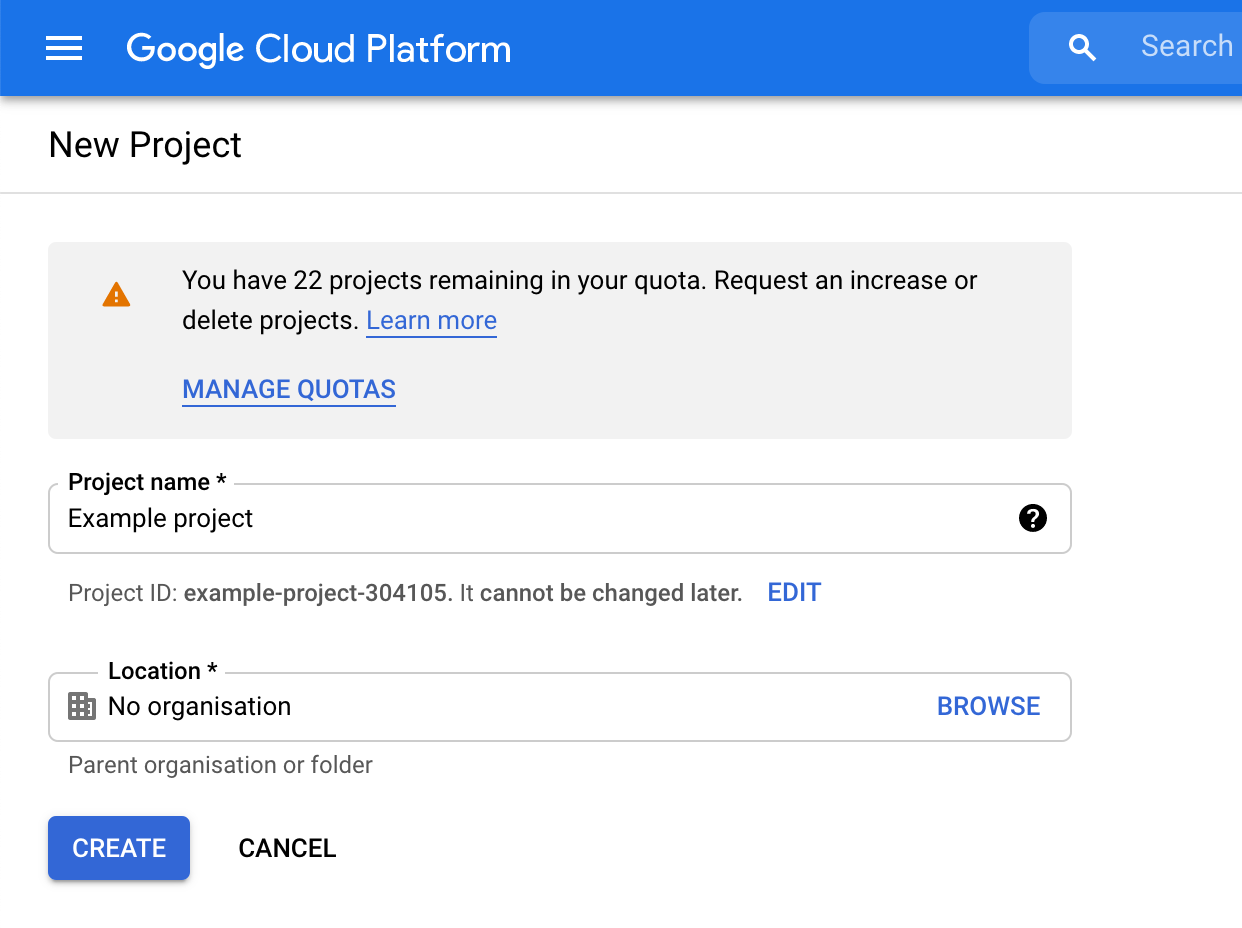 Google Cloud Platform
Search
New Project
You have 22 projects remaining in your quota. Request an increase or
delete projects. Learn more
MANAGE QUOTAS
Project name *
Example project
Project ID: example-project-304105. It cannot be changed later. EDIT
Location *
No organisation BROWSE
Parent organisation or folder
CREATE CANCEL